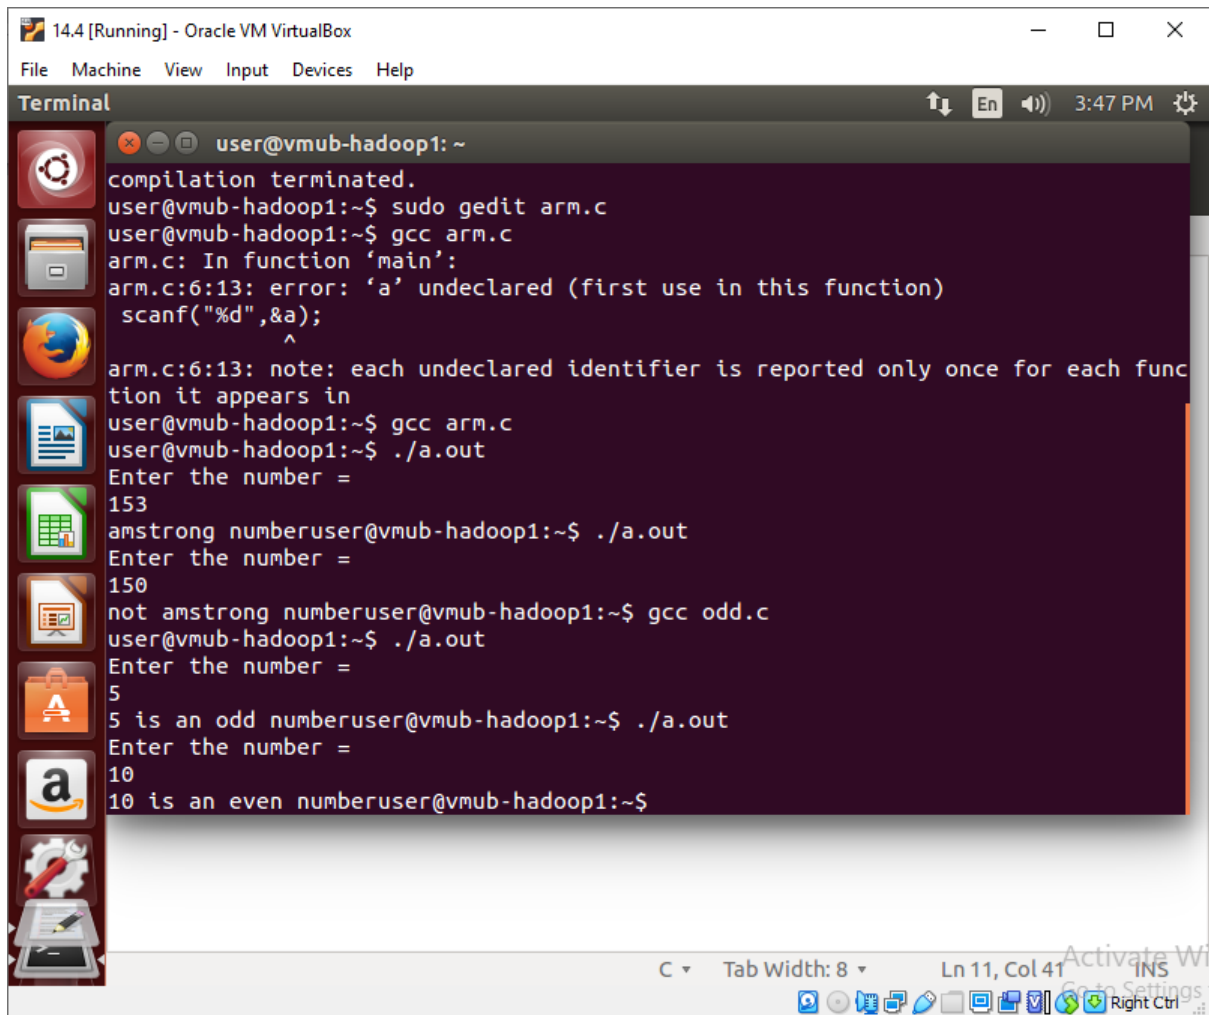 14.4 [Running] - Oracle VM VirtualBox
File Machine View Input Devices Help
Terminal En 3:47 PM
user@vmub-hadoop1: ~
compilation terminated.
user@vmub-hadoop1:~$ sudo gedit arm.c
user@vmub-hadoop1:~$ gcc arm.c
arm.c: In function ‘main’:
arm.c:6:13: error: ‘a’ undeclared (first use in this function)
 scanf("%d",&a);
             ^
arm.c:6:13: note: each undeclared identifier is reported only once for each func
tion it appears in
user@vmub-hadoop1:~$ gcc arm.c
user@vmub-hadoop1:~$ ./a.out
Enter the number =
153
amstrong numberuser@vmub-hadoop1:~$ ./a.out
Enter the number =
150
not amstrong numberuser@vmub-hadoop1:~$ gcc odd.c
user@vmub-hadoop1:~$ ./a.out
Enter the number =
5
5 is an odd numberuser@vmub-hadoop1:~$ ./a.out
Enter the number =
10
10 is an even numberuser@vmub-hadoop1:~$
Activate Wi
C Tab Width: 8 Ln 11, Col 41 INS
Go to Settings
Right Ctrl